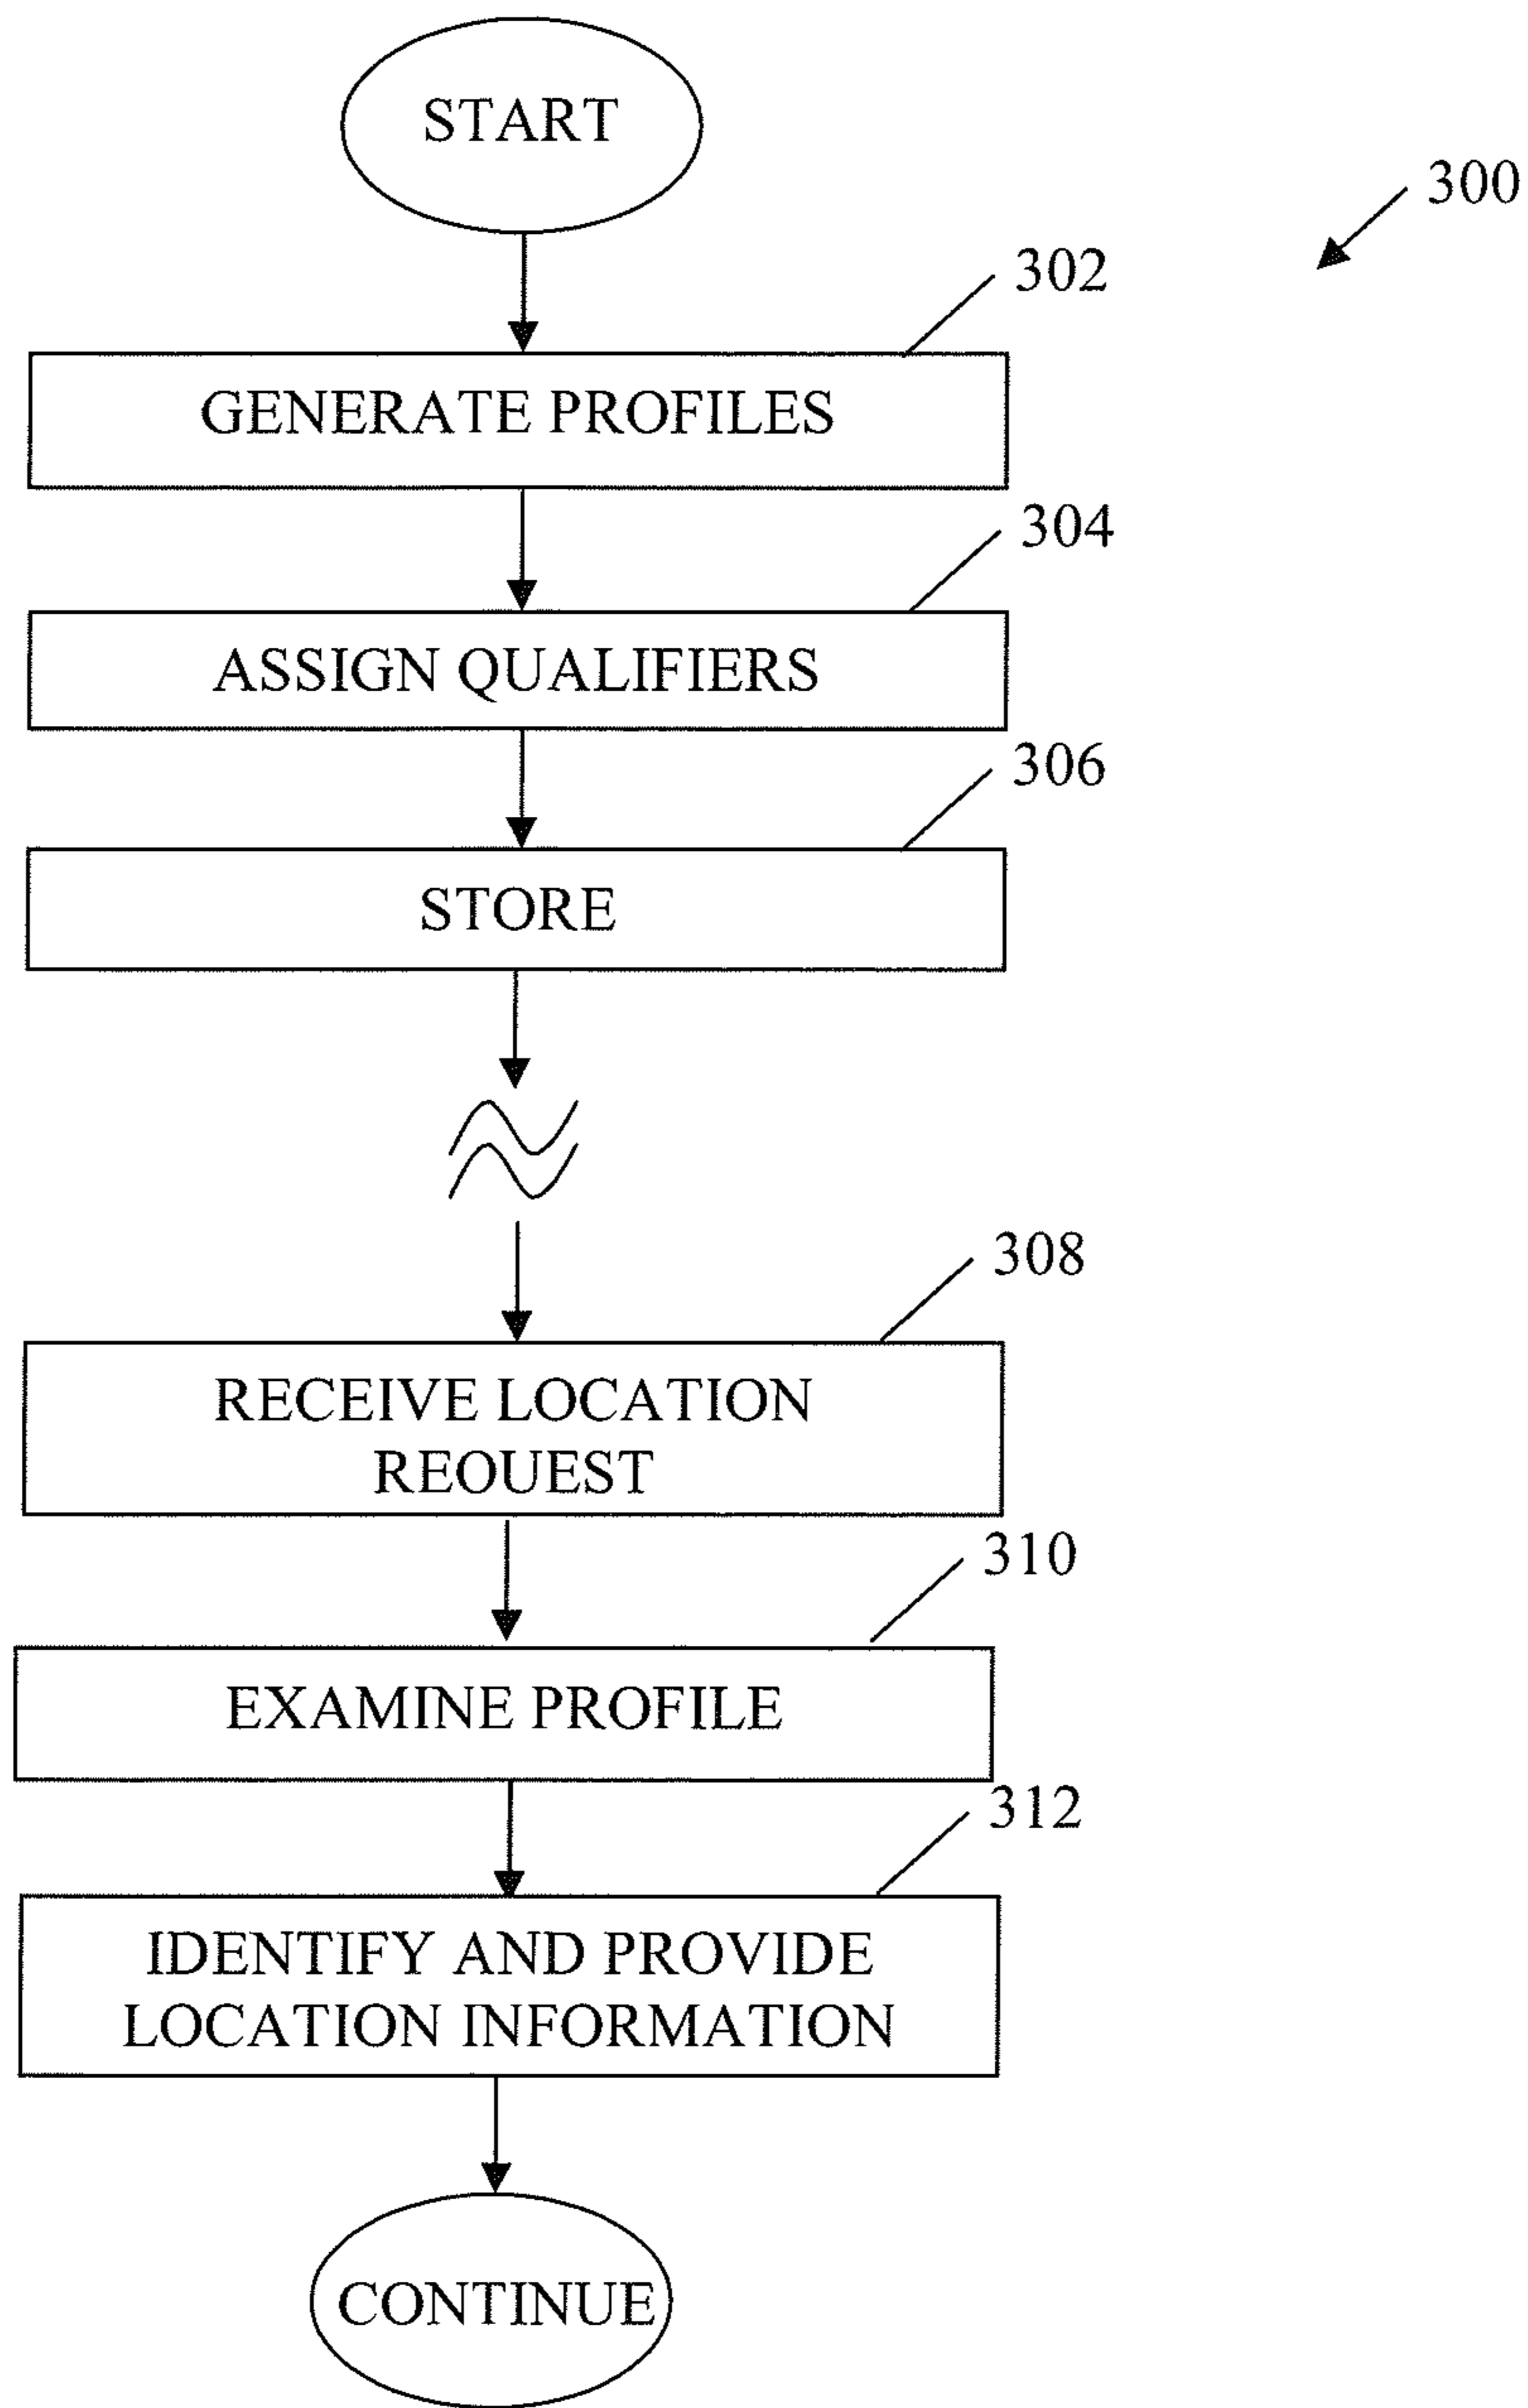 START
300
302
GENERATE PROFILES
304
ASSIGN QUALIFIERS
306
STORE
308
RECEIVE LOCATION
REOUEST
310
EXAMINE PROFILE
312
IDENTIFY AND PROVIDE
LOCATION INFORMATION
CONTINUE